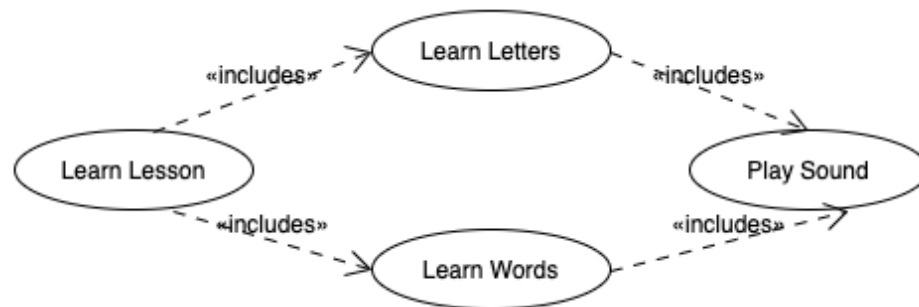 Learn Letters
«includes»
«includes»
Learn Lesson
Play Sound
«includes»
«includes»
Learn Words